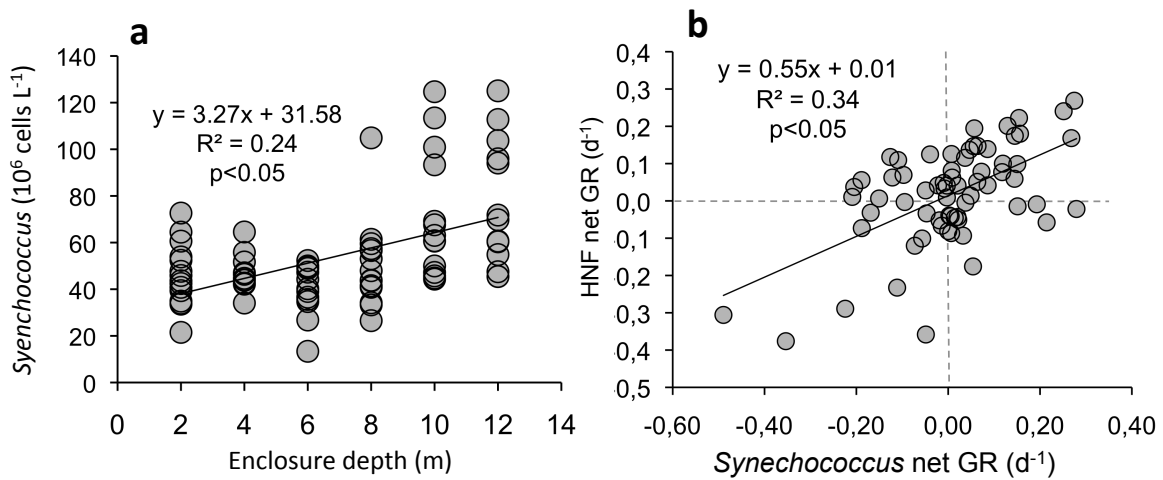 a
Syenchococcus (10⁶ cells L⁻¹)
140
120
100
80
60
40
20
0
y = 3.27x + 31.58
R² = 0.24
p<0.05
0 2 4 6 8 10 12 14
Enclosure depth (m)
b
HNF net GR (d⁻¹)
0,4
0,3
0,2
0,1
0,0
0,1
0,2
0,3
0,4
0,5
y = 0.55x + 0.01
R² = 0.34
p<0.05
-0,60 -0,40 -0,20 0,00 0,20 0,40
Synechococcus net GR (d⁻¹)